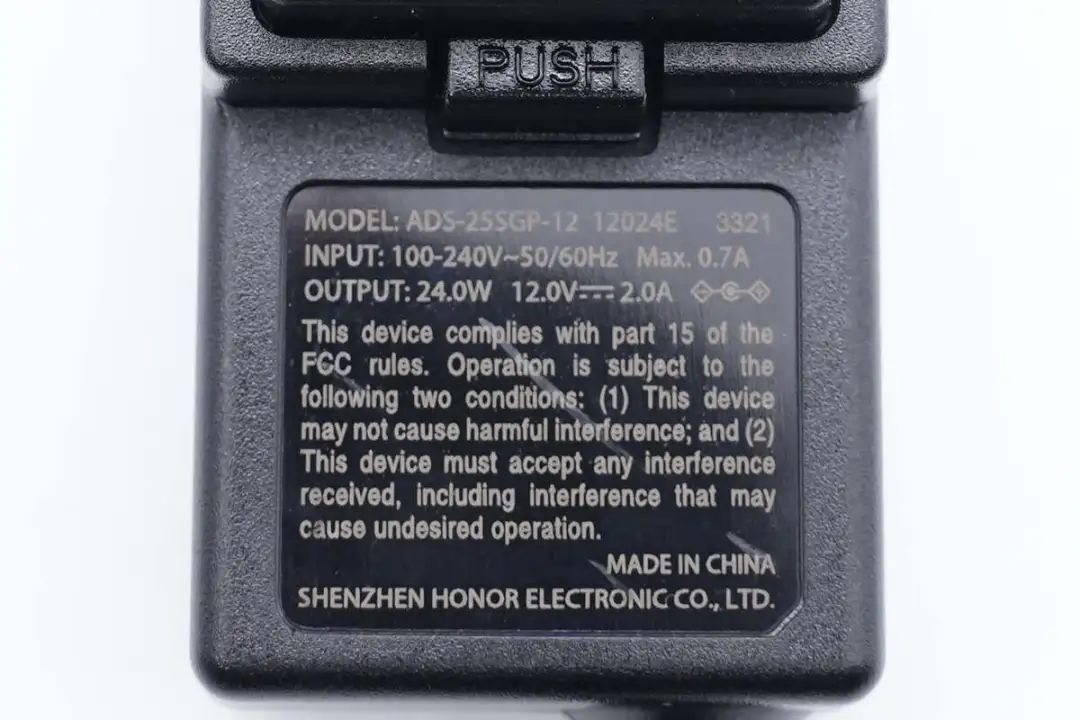 PUSH
MODEL: ADS-25SGP-12 12024E 3321
INPUT: 100-240V~50/60Hz Max. 0.7A
OUTPUT: 24.0W 12.0V⎓2.0A
This device complies with part 15 of the
FCC rules. Operation is subject to the
following two conditions: (1) This device
may not cause harmful interference; and (2)
This device must accept any interference
received, including interference that may
cause undesired operation.
MADE IN CHINA
SHENZHEN HONOR ELECTRONIC CO., LTD.